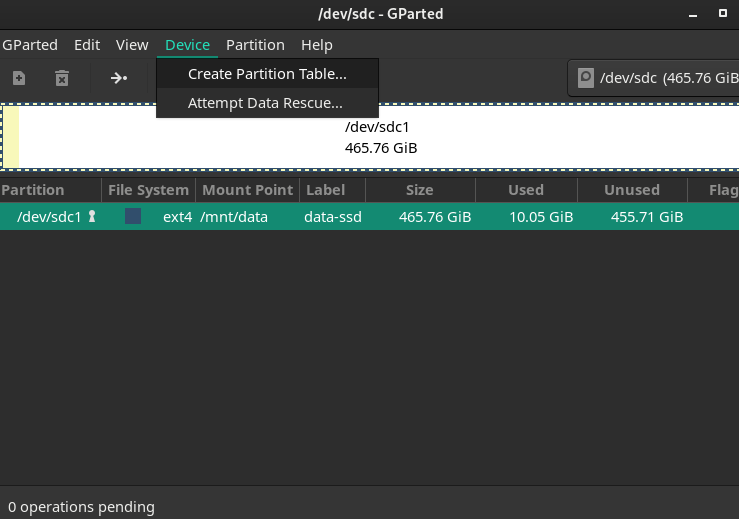 /dev/sdc - GParted
GParted Edit View Device Partition Help
Create Partition Table...
/dev/sdc (465.76 GiB
Attempt Data Rescue...
/dev/sdc1
465.76 GiB
Partition File System Mount Point Label Size Used Unused Flag
/dev/sdc1 ext4 /mnt/data data-ssd 465.76 GiB 10.05 GiB 455.71 GiB
0 operations pending